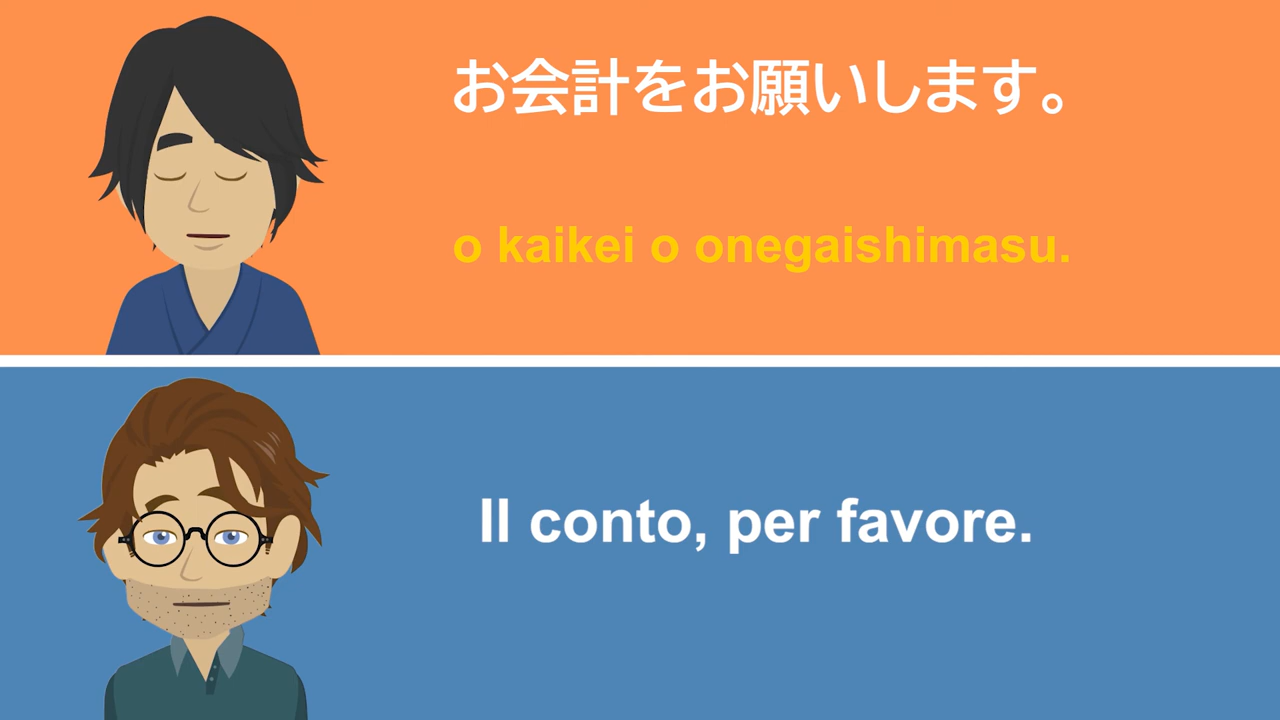 お会計をお願いします。
o kaikei o onegaishimasu.
Il conto, per favore.